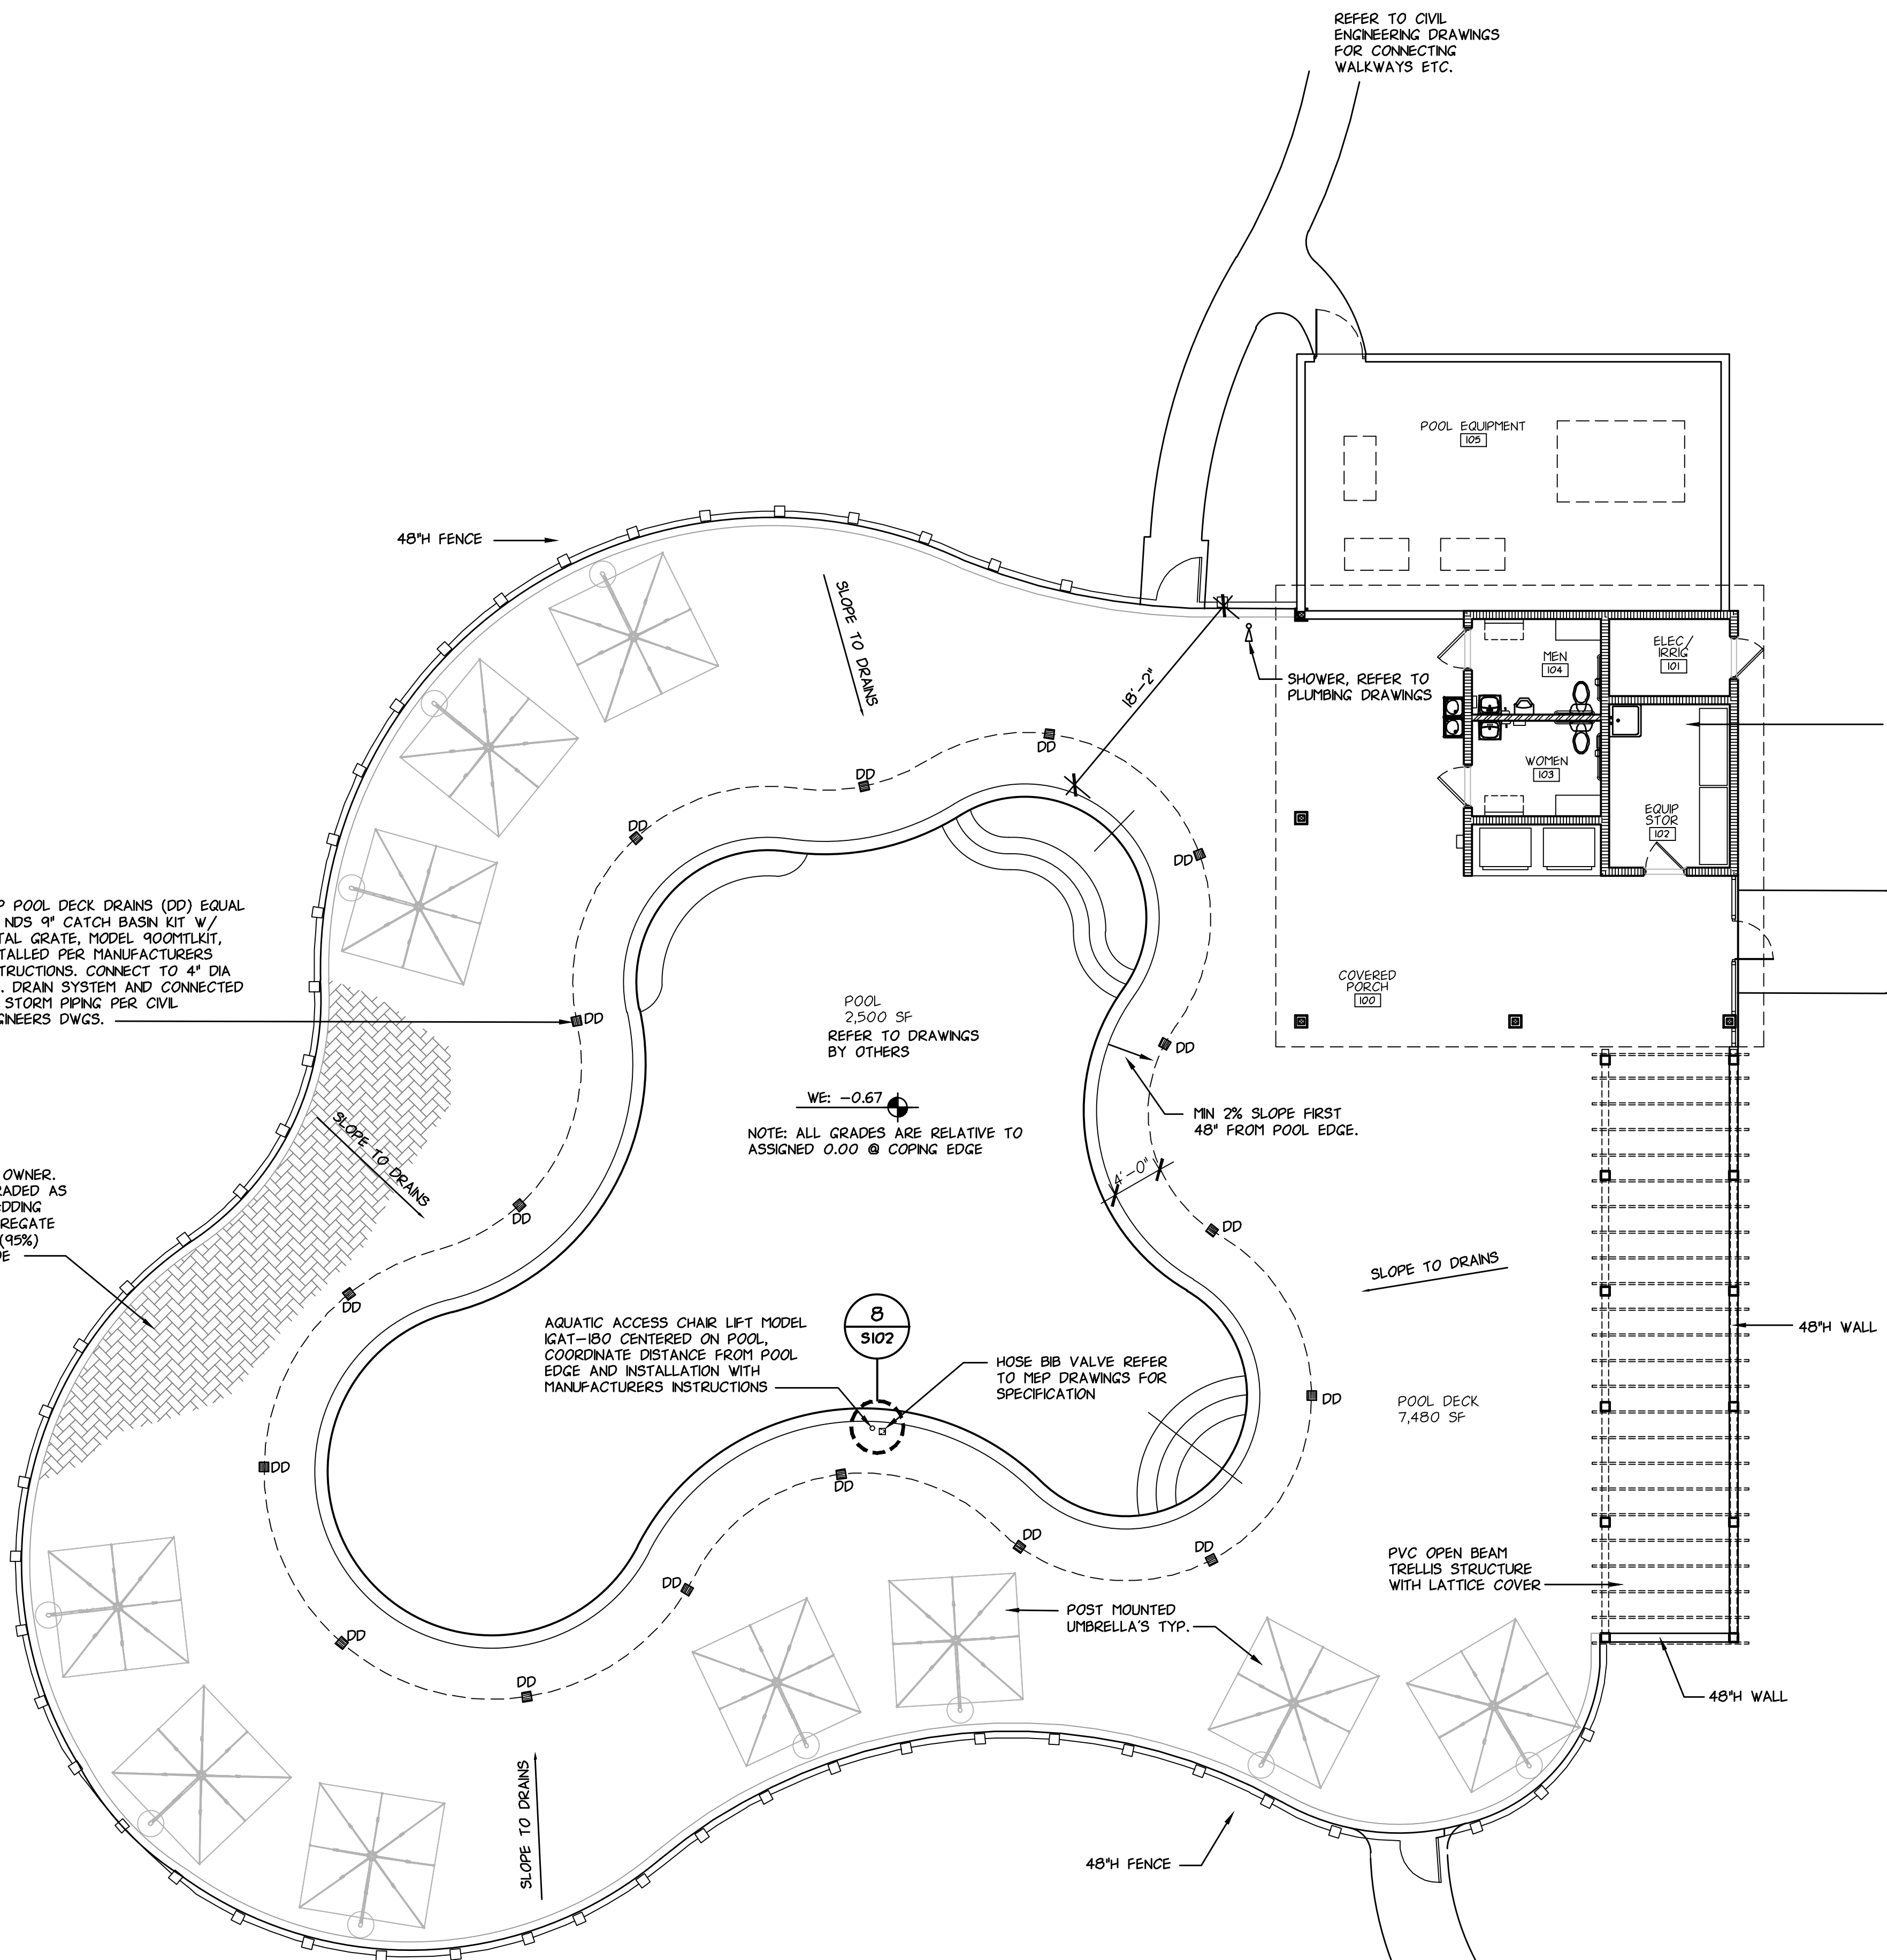 REFER TO CIVIL
ENGINEERING DRAWINGS
FOR CONNECTING
WALKWAYS ETC.
POOL EQUIPMENT
105
48"H FENCE
SLOPE TO DRAINS
18'-2"
SHOWER, REFER TO
PLUMBING DRAWINGS
MEN
104
ELEC/
IRRIG
101
WOMEN
103
EQUIP
STOR
102
DD
DD
DD
DD
P POOL DECK DRAINS (DD) EQUAL
NDS 9" CATCH BASIN KIT W/
TAL GRATE, MODEL 900MTLKIT,
TALLED PER MANUFACTURERS
TRUCTIONS. CONNECT TO 4" DIA
. DRAIN SYSTEM AND CONNECTED
STORM PIPING PER CIVIL
GINEERS DWGS.
DD
COVERED
PORCH
100
POOL
2,500 SF
REFER TO DRAWINGS
BY OTHERS
DD
WE: -0.67
NOTE: ALL GRADES ARE RELATIVE TO
ASSIGNED 0.00 @ COPING EDGE
MIN 2% SLOPE FIRST
48" FROM POOL EDGE.
4'-0"
SLOPE TO DRAINS
OWNER.
RADED AS
DDING
REGATE
(95%)
DE
DD
DD
DD
SLOPE TO DRAINS
AQUATIC ACCESS CHAIR LIFT MODEL
IGAT-180 CENTERED ON POOL,
COORDINATE DISTANCE FROM POOL
EDGE AND INSTALLATION WITH
MANUFACTURERS INSTRUCTIONS
8
S102
HOSE BIB VALVE REFER
TO MEP DRAWINGS FOR
SPECIFICATION
48"H WALL
DD
POOL DECK
7,480 SF
DD
DD
DD
DD
DD
PVC OPEN BEAM
TRELLIS STRUCTURE
WITH LATTICE COVER
POST MOUNTED
UMBRELLA'S TYP.
DD
DD
48"H WALL
SLOPE TO DRAINS
48"H FENCE